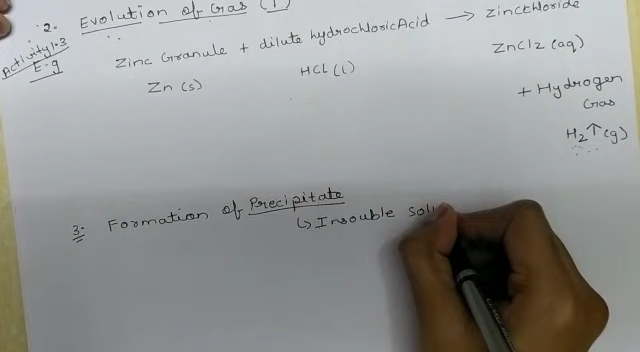 2. Evolution of Gas (↑)
Activity 1.3
E-g
Zinc Granule + dilute hydrochloric Acid → Zinc chloride
Zn (s) HCl (l) ZnCl2 (aq)
+ Hydrogen
Gas
H2↑(g)
3. Formation of Precipitate
↳ Insouble Soli